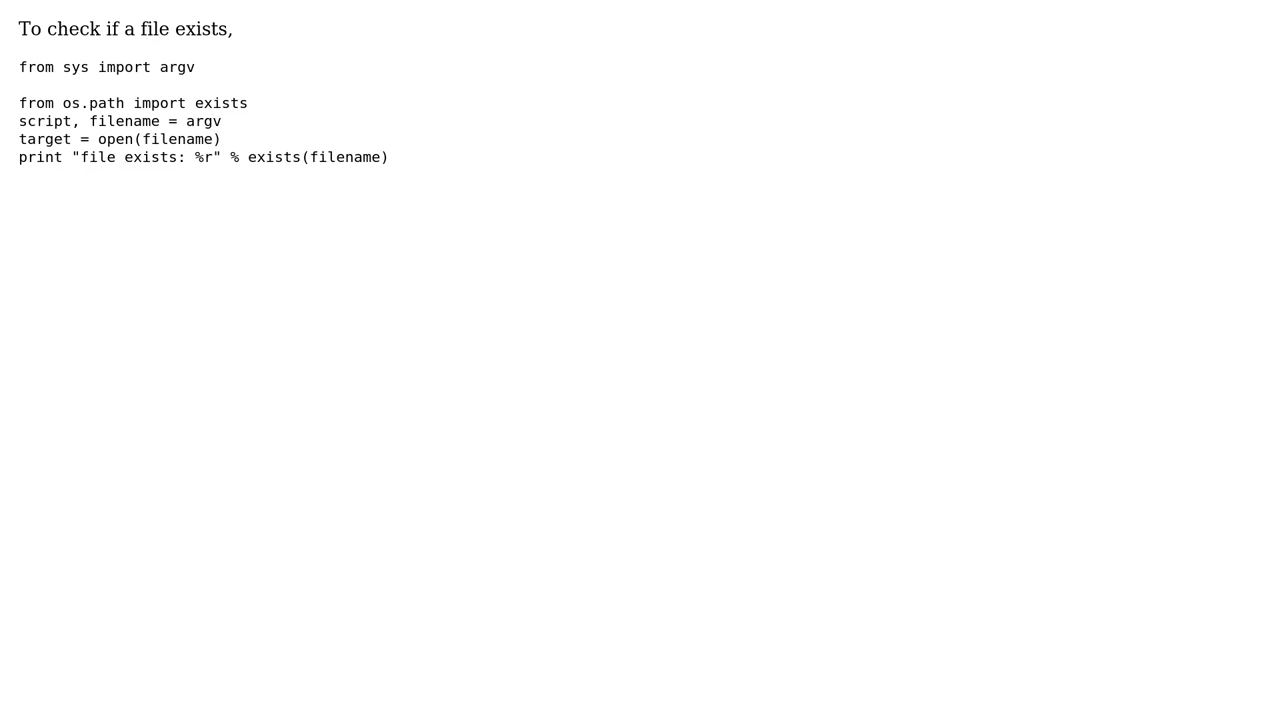 To check if a file exists,
from sys import argv
from os.path import exists
script, filename = argv
target = open(filename)
print "file exists: %r" % exists(filename)